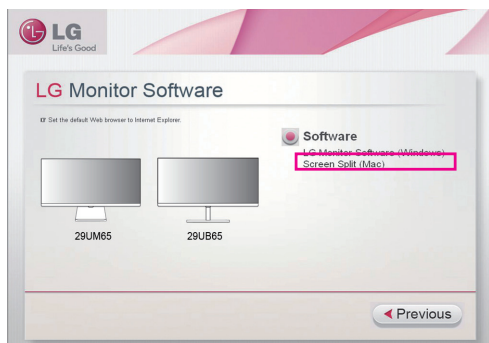 LG
Life's Good
LG Monitor Software
☞ Set the default Web browser to Internet Explorer.
Software
LG Monitor Software (Windows)
Screen Split (Mac)
29UM65
29UB65
Previous